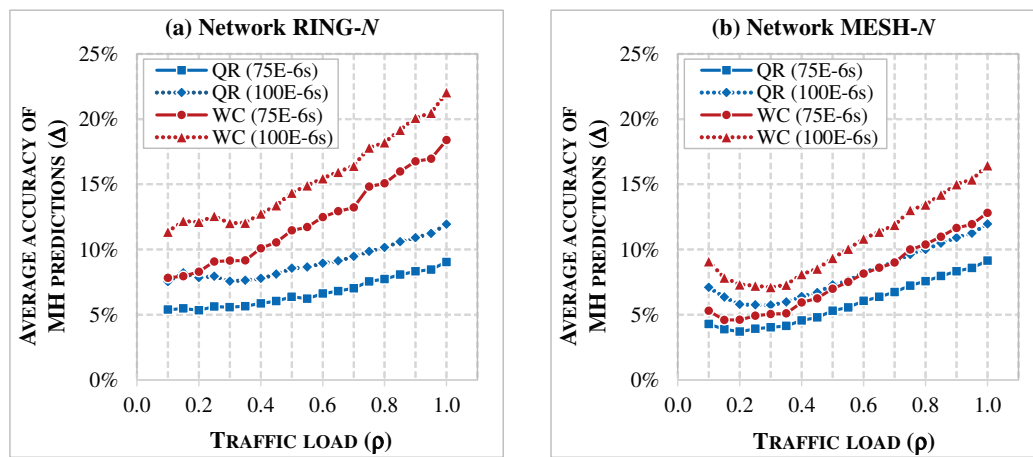 (a) Network RING-N
25%
20%
15%
10%
5%
0%
QR (75E-6s)
QR (100E-6s)
WC (75E-6s)
WC (100E-6s)
AVERAGE ACCURACY OF
MH PREDICTIONS (Δ)
0.0 0.2 0.4 0.6 0.8 1.0
TRAFFIC LOAD (ρ)
(b) Network MESH-N
25%
20%
15%
10%
5%
0%
QR (75E-6s)
QR (100E-6s)
WC (75E-6s)
WC (100E-6s)
AVERAGE ACCURACY OF
MH PREDICTIONS (Δ)
0.0 0.2 0.4 0.6 0.8 1.0
TRAFFIC LOAD (ρ)